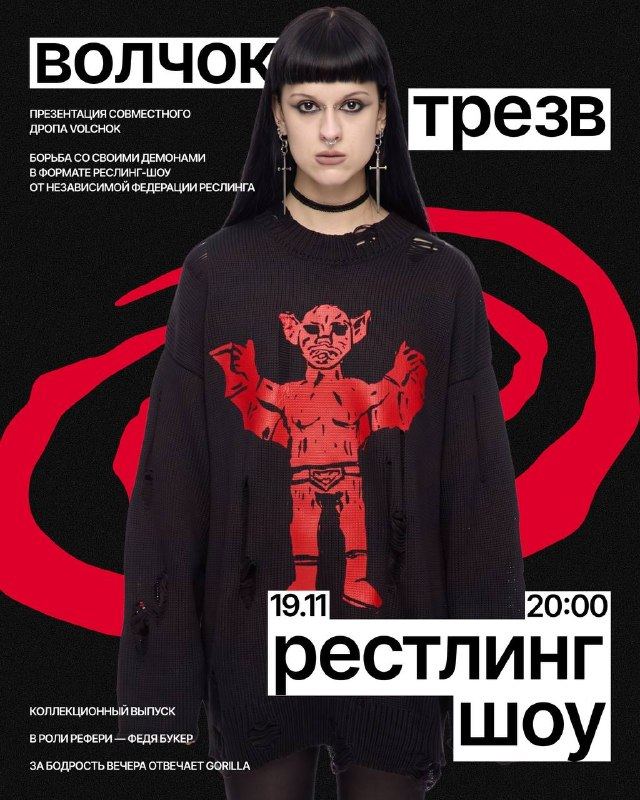 волчок
трезв
ПРЕЗЕНТАЦИЯ СОВМЕСТНОГО
ДРОПА VOLCHOK
БОРЬБА СО СВОИМИ ДЕМОНАМИ
В ФОРМАТЕ РЕСЛИНГ-ШОУ
ОТ НЕЗАВИСИМОЙ ФЕДЕРАЦИИ РЕСЛИНГА
19.11
20:00
рестлинг
шоу
КОЛЛЕКЦИОННЫЙ ВЫПУСК
В РОЛИ РЕФЕРИ — ФЕДЯ БУКЕР
ЗА БОДРОСТЬ ВЕЧЕРА ОТВЕЧАЕТ GORILLA